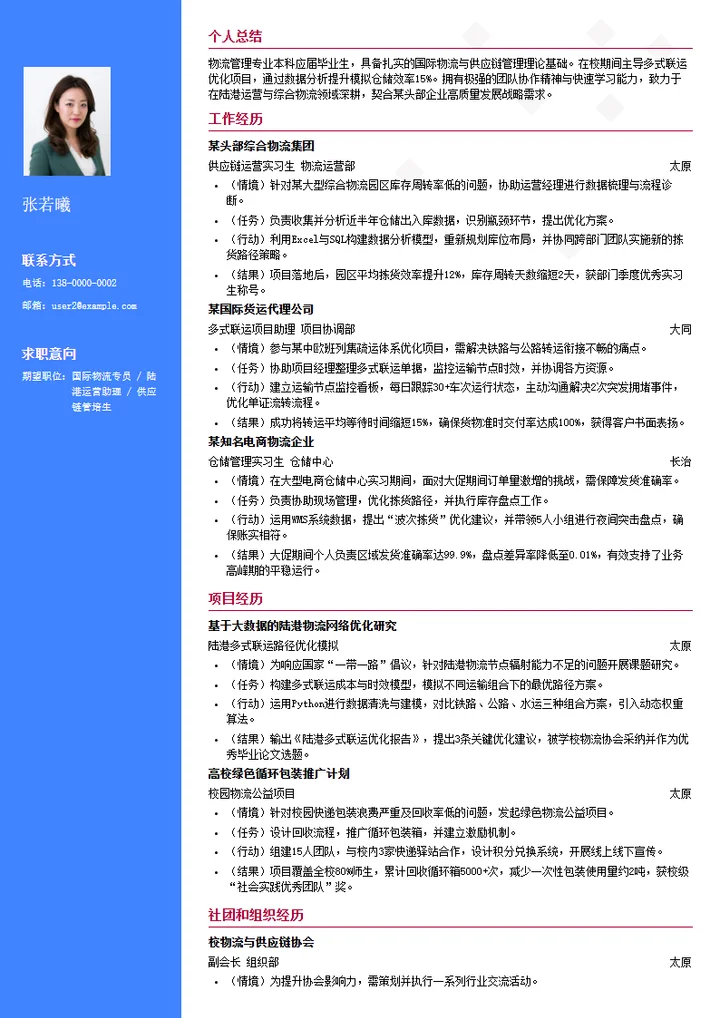 张若曦
联系方式
电话：138-0000-0002
邮箱：user2@example.com
求职意向
期望职位：国际物流专员 / 陆
港运营助理 / 供应
链管培生
个人总结
物流管理专业本科应届毕业生，具备扎实的国际物流与供应链管理理论基础。在校期间主导多式联运
优化项目，通过数据分析提升模拟仓储效率15%。拥有极强的团队协作精神与快速学习能力，致力于
在陆港运营与综合物流领域深耕，契合某头部企业高质量发展战略需求。
工作经历
某头部综合物流集团
供应链运营实习生 物流运营部 太原
• （情境）针对某大型综合物流园区库存周转率低的问题，协助运营经理进行数据梳理与流程诊
断。
• （任务）负责收集并分析近半年仓储出入库数据，识别瓶颈环节，提出优化方案。
• （行动）利用Excel与SQL构建数据分析模型，重新规划库位布局，并协同跨部门团队实施新的拣
货路径策略。
• （结果）项目落地后，园区平均拣货效率提升12%，库存周转天数缩短2天，获部门季度优秀实习
生称号。
某国际货运代理公司
多式联运项目助理 项目协调部 大同
• （情境）参与某中欧班列集疏运体系优化项目，需解决铁路与公路转运衔接不畅的痛点。
• （任务）协助项目经理整理多式联运单据，监控运输节点时效，并协调各方资源。
• （行动）建立运输节点监控看板，每日跟踪30+车次运行状态，主动沟通解决2次突发拥堵事件，
优化单证流转流程。
• （结果）成功将转运平均等待时间缩短15%，确保货物准时交付率达成100%，获得客户书面表扬。
某知名电商物流企业
仓储管理实习生 仓储中心 长治
• （情境）在大型电商仓储中心实习期间，面对大促期间订单量激增的挑战，需保障发货准确率。
• （任务）负责协助现场管理，优化拣货路径，并执行库存盘点工作。
• （行动）运用WMS系统数据，提出“波次拣货”优化建议，并带领5人小组进行夜间突击盘点，确
保账实相符。
• （结果）大促期间个人负责区域发货准确率达99.9%，盘点差异率降低至0.01%，有效支持了业务
高峰期的平稳运行。
项目经历
基于大数据的陆港物流网络优化研究
陆港多式联运路径优化模拟 太原
• （情境）为响应国家“一带一路”倡议，针对陆港物流节点辐射能力不足的问题开展课题研究。
• （任务）构建多式联运成本与时效模型，模拟不同运输组合下的最优路径方案。
• （行动）运用Python进行数据清洗与建模，对比铁路、公路、水运三种组合方案，引入动态权重
算法。
• （结果）输出《陆港多式联运优化报告》，提出3条关键优化建议，被学校物流协会采纳并作为优
秀毕业论文选题。
高校绿色循环包装推广计划
校园物流公益项目 太原
• （情境）针对校园快递包装浪费严重及回收率低的问题，发起绿色物流公益项目。
• （任务）设计回收流程，推广循环包装箱，并建立激励机制。
• （行动）组建15人团队，与校内3家快递驿站合作，设计积分兑换系统，开展线上线下宣传。
• （结果）项目覆盖全校80%师生，累计回收循环箱5000+次，减少一次性包装使用量约2吨，获校级
“社会实践优秀团队”奖。
社团和组织经历
校物流与供应链协会
副会长 组织部 太原
• （情境）为提升协会影响力，需策划并执行一系列行业交流活动。